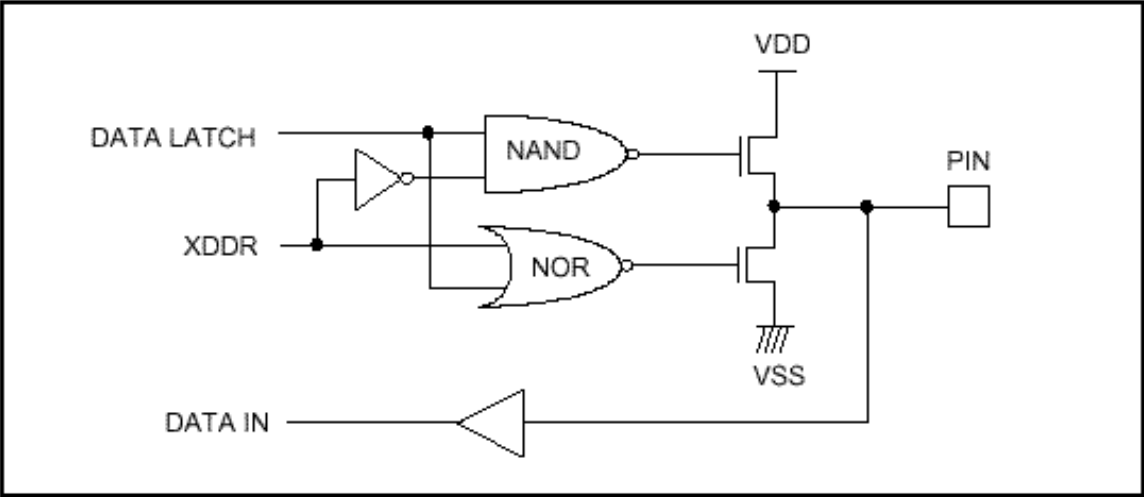 VDD
DATA LATCH
NAND
PIN
XDDR
NOR
VSS
DATA IN